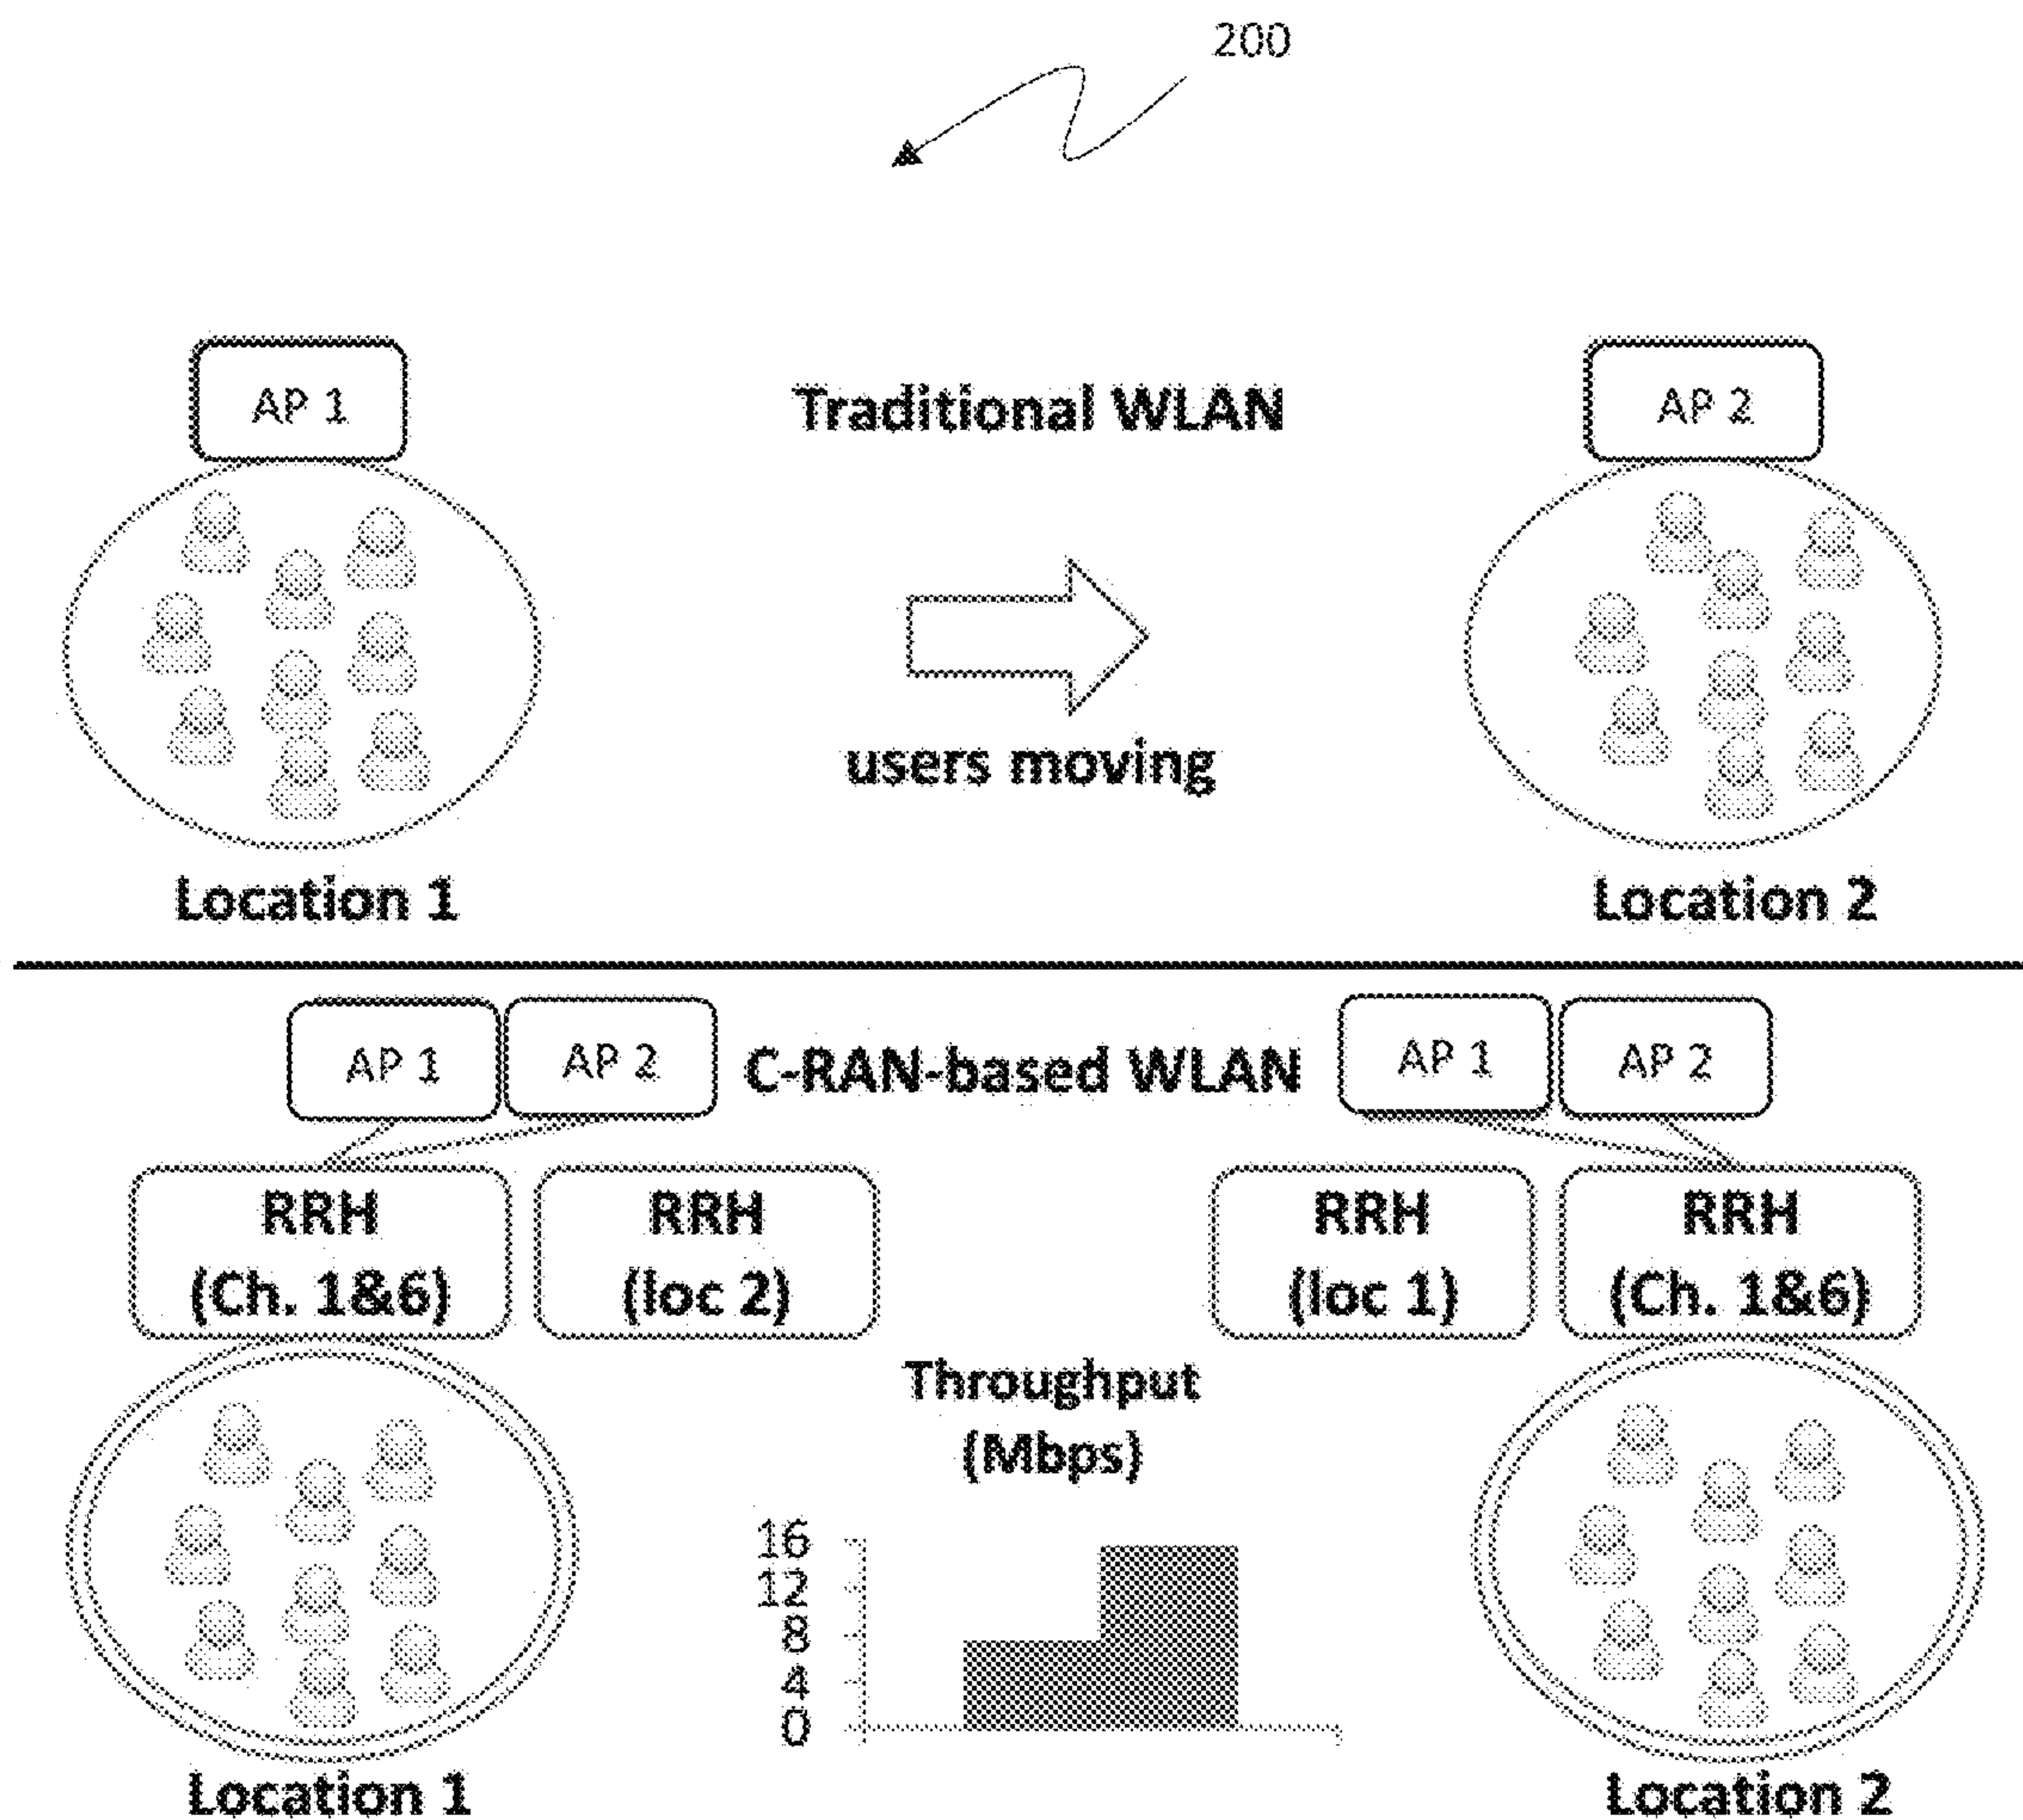 200
AP 1
Traditional WLAN
AP 2
users moving
Location 1
Location 2
AP 1
AP 2
C-RAN-based WLAN
AP 1
AP 2
RRH
(Ch. 1&6)
RRH
(loc 2)
RRH
(loc 1)
RRH
(Ch. 1&6)
Throughput
(Mbps)
16
12
8
4
0
Location 1
Location 2